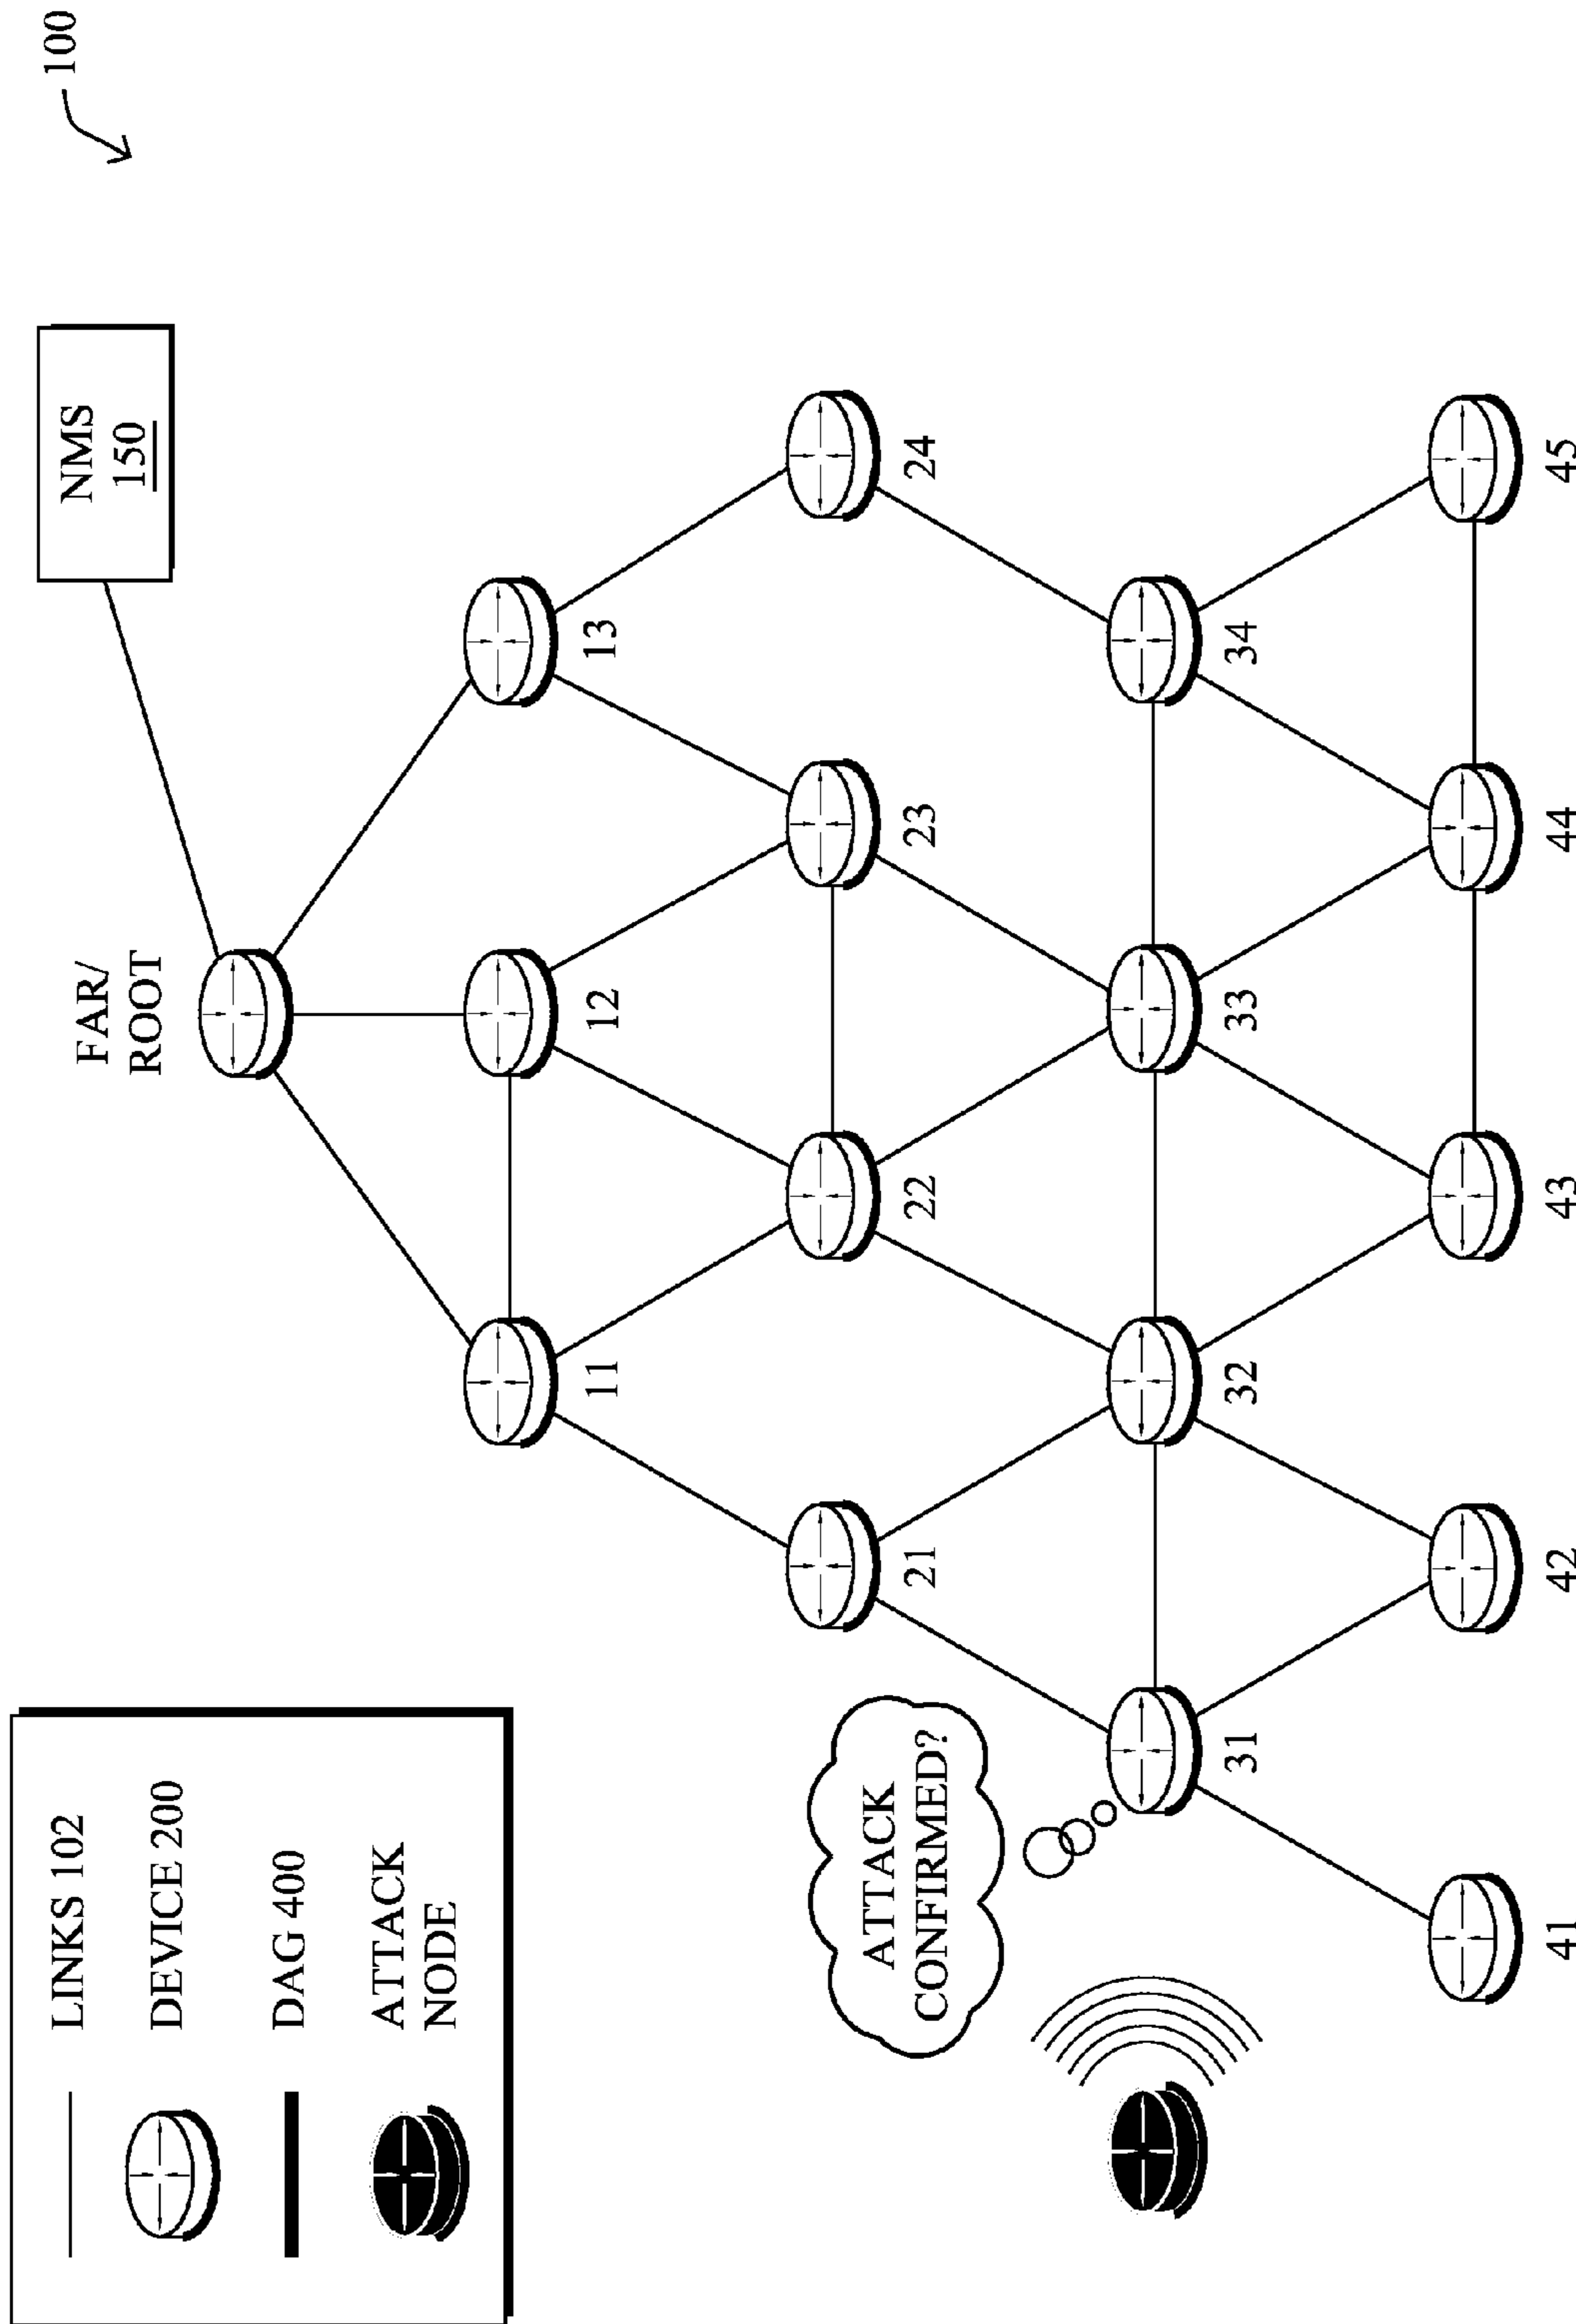 100
LINKS 102
DEVICE 200
DAG 400
ATTACK
NODE
NMS
150
FAR/
ROOT
11
12
13
21
22
23
24
ATTACK
CONFIRMED?
31
32
33
34
41
42
43
44
45